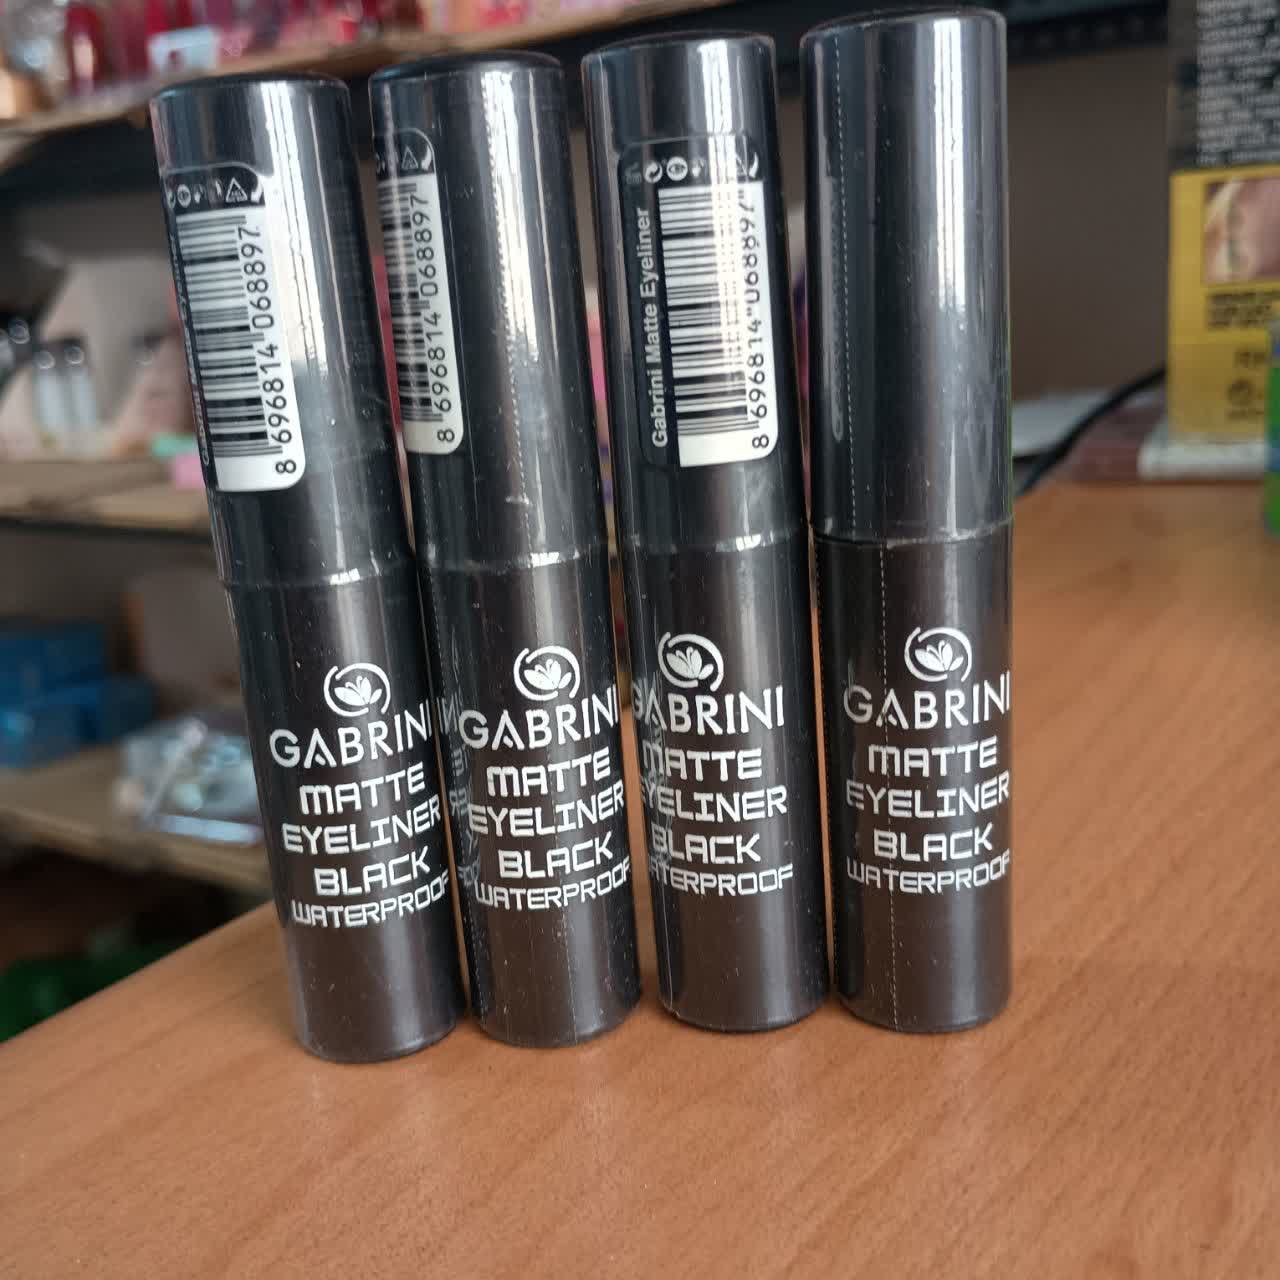 8 696814 068897
GABRINI
MATTE
EYELINER
BLACK
WATERPROOF
8 696814 068897
GABRINI
MATTE
EYELINER
BLACK
WATERPROOF
Gabrini Matte Eyeliner
8 696814 068897
GABRINI
MATTE
EYELINER
BLACK
WATERPROOF
GABRINI
MATTE
EYELINER
BLACK
WATERPROOF